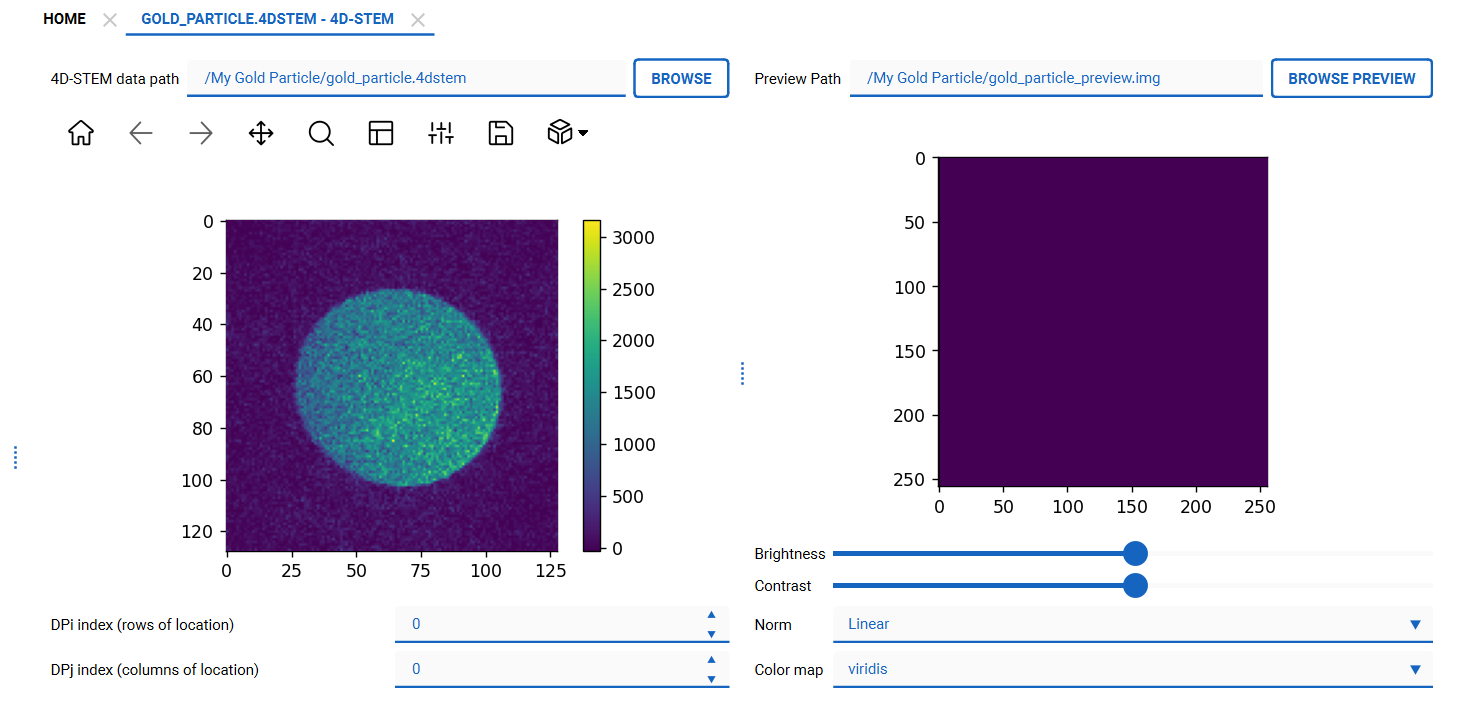 HOME
GOLD_PARTICLE.4DSTEM - 4D-STEM
4D-STEM data path /My Gold Particle/gold_particle.4dstem BROWSE
Preview Path /My Gold Particle/gold_particle_preview.img BROWSE PREVIEW
0
20
40
60
80
100
120
0 25 50 75 100 125
3000
2500
2000
1500
1000
500
0
DPi index (rows of location) 0
DPj index (columns of location) 0
0
50
100
150
200
250
0 50 100 150 200 250
Brightness
Contrast
Norm Linear
Color map viridis